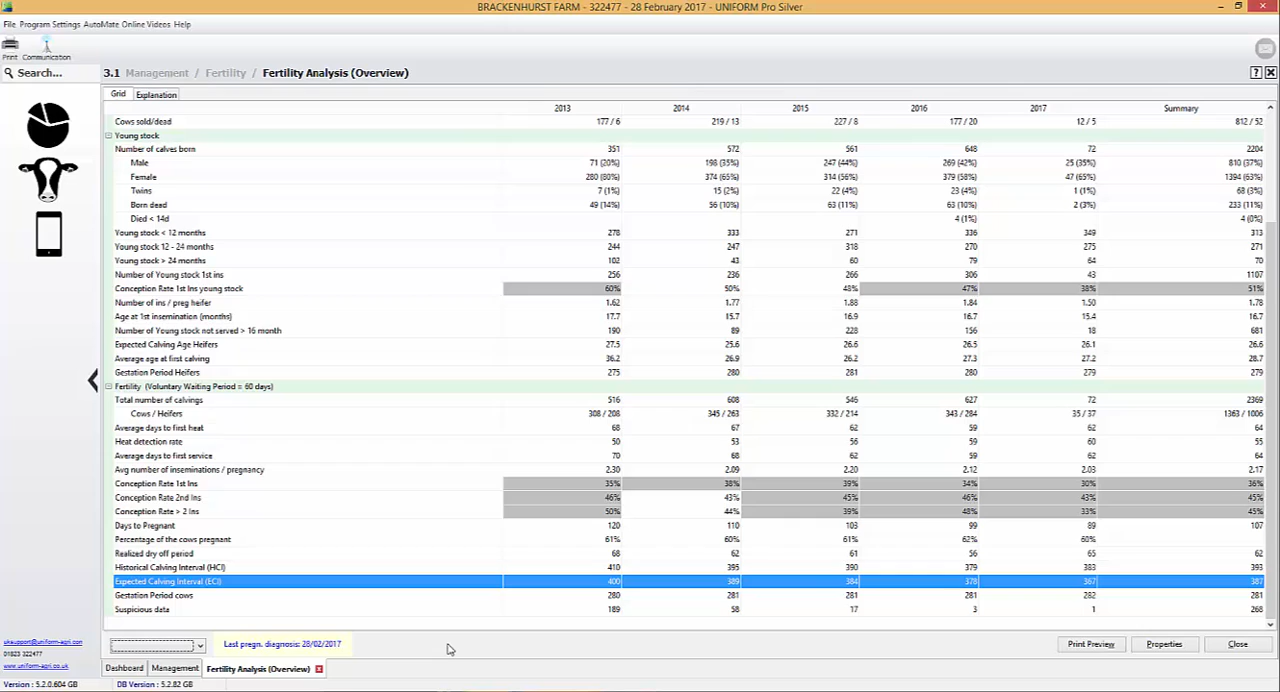 BRACKENHURST FARM - 322477 - 28 February 2017 - UNIFORM Pro Silver
File Program Settings AutoMate Online Videos Help
Print Communication
Search... 3.1 Management / Fertility / Fertility Analysis (Overview)
Grid Explanation
2013 2014 2015 2016 2017 Summary
Cows sold/dead 177 / 6 219 / 13 227 / 8 177 / 20 12 / 5 812 / 52
Young stock
Number of calves born 351 572 561 648 72 2204
Male 71 (20%) 198 (35%) 247 (44%) 269 (42%) 25 (35%) 810 (37%)
Female 280 (80%) 374 (65%) 314 (56%) 379 (58%) 47 (65%) 1394 (63%)
Twins 7 (1%) 15 (2%) 22 (4%) 23 (4%) 1 (1%) 68 (3%)
Born dead 49 (14%) 56 (10%) 63 (11%) 63 (10%) 2 (3%) 233 (11%)
Died < 14d 4 (1%) 4 (0%)
Young stock < 12 months 278 333 271 336 349 313
Young stock 12 - 24 months 244 247 318 270 275 271
Young stock > 24 months 102 43 60 79 64 70
Number of Young stock 1st ins 256 236 266 306 43 1107
Conception Rate 1st Ins young stock 60% 50% 48% 47% 38% 51%
Number of ins / preg heifer 1.62 1.77 1.88 1.84 1.50 1.78
Age at 1st insemination (months) 17.7 15.7 16.9 16.7 15.4 16.7
Number of Young stock not served > 16 month 190 89 228 156 18 681
Expected Calving Age Heifers 27.5 25.6 26.6 26.5 26.1 26.6
Average age at first calving 36.2 26.9 26.2 27.3 27.2 28.7
Gestation Period Heifers 275 280 281 280 279 279
Fertility (Voluntary Waiting Period = 60 days)
Total number of calvings 516 608 546 627 72 2369
Cows / Heifers 308 / 208 345 / 263 332 / 214 343 / 284 35 / 37 1363 / 1006
Average days to first heat 68 67 62 59 62 64
Heat detection rate 50 53 56 59 60 55
Average days to first service 70 68 62 59 62 62
Avg number of inseminations / pregnancy 2.30 2.09 2.20 2.12 2.03 2.17
Conception Rate 1st Ins 35% 38% 39% 34% 30% 36%
Conception Rate 2nd Ins 46% 43% 45% 46% 43% 45%
Conception Rate > 2 Ins 50% 44% 39% 48% 33% 45%
Days to Pregnant 120 110 103 99 89 107
Percentage of the cows pregnant 61% 60% 61% 62% 60%
Realized dry off period 68 62 61 56 65 62
Historical Calving Interval (HCI) 410 395 390 379 383 393
Expected Calving Interval (ECI) 400 389 384 378 367 387
Gestation Period cows 280 281 281 281 282 281
Suspicious data 189 58 17 3 1 268
uksupport@uniform-agri.com
01823 322477
www.uniform-agri.co.uk
Last pregn. diagnosis: 28/02/2017 Print Preview Properties Close
Dashboard Management Fertility Analysis (Overview)
Version : 5.2.0.604 GB DB Version : 5.2.82 GB